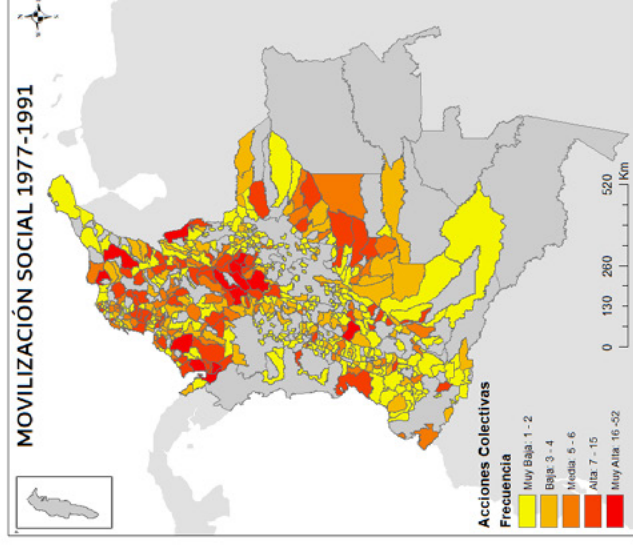 MOVILIZACIÓN SOCIAL 1977-1991
Acciones Colectivas
Frecuencia
Muy Baja: 1 - 2
Baja: 3 - 4
Media: 5 - 6
Alta: 7 - 15
Muy Alta: 16 -52
0 130 260 520
Km